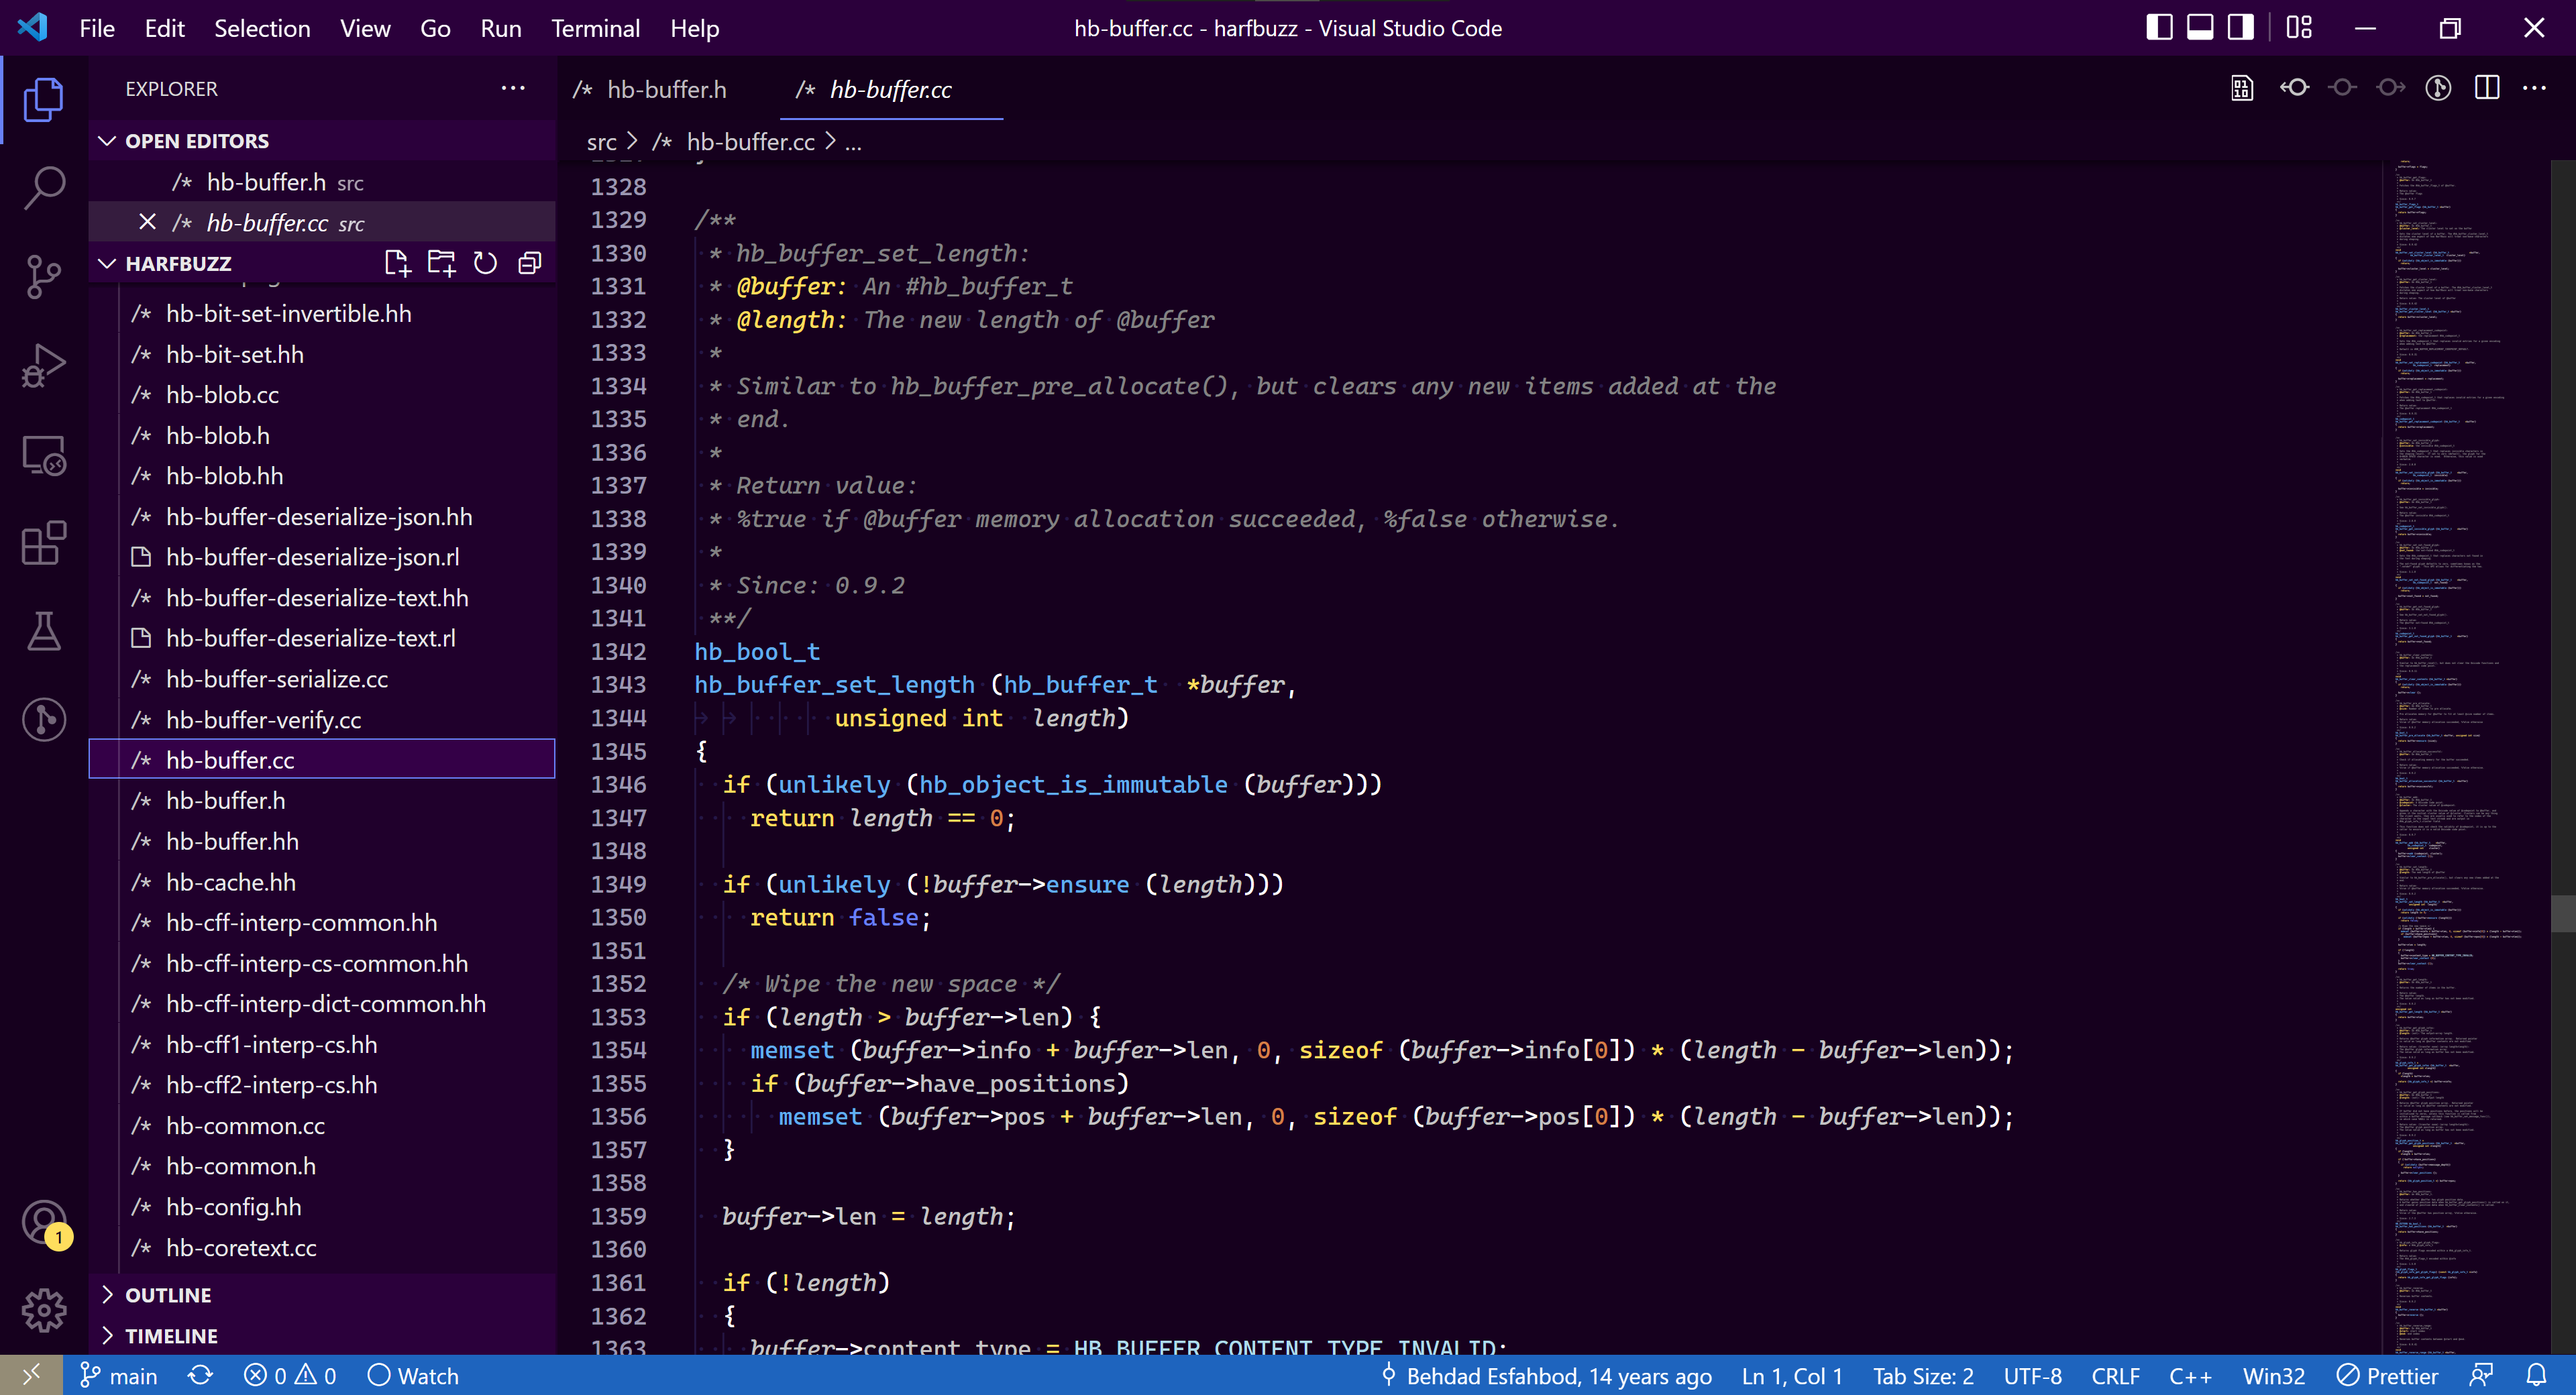 File Edit Selection View Go Run Terminal Help
hb-buffer.cc - harfbuzz - Visual Studio Code
EXPLORER
OPEN EDITORS
/* hb-buffer.h src
/* hb-buffer.cc src
HARFBUZZ
/* hb-bit-set-invertible.hh
/* hb-bit-set.hh
/* hb-blob.cc
/* hb-blob.h
/* hb-blob.hh
/* hb-buffer-deserialize-json.hh
hb-buffer-deserialize-json.rl
/* hb-buffer-deserialize-text.hh
hb-buffer-deserialize-text.rl
/* hb-buffer-serialize.cc
/* hb-buffer-verify.cc
/* hb-buffer.cc
/* hb-buffer.h
/* hb-buffer.hh
/* hb-cache.hh
/* hb-cff-interp-common.hh
/* hb-cff-interp-cs-common.hh
/* hb-cff-interp-dict-common.hh
/* hb-cff1-interp-cs.hh
/* hb-cff2-interp-cs.hh
/* hb-common.cc
/* hb-common.h
/* hb-config.hh
/* hb-coretext.cc
OUTLINE
TIMELINE
1
/* hb-buffer.h
/* hb-buffer.cc
src > /* hb-buffer.cc > ...
1328
1329 /**
1330 * hb_buffer_set_length:
1331 * @buffer: An #hb_buffer_t
1332 * @length: The new length of @buffer
1333 *
1334 * Similar to hb_buffer_pre_allocate(), but clears any new items added at the
1335 * end.
1336 *
1337 * Return value:
1338 * %true if @buffer memory allocation succeeded, %false otherwise.
1339 *
1340 * Since: 0.9.2
1341 **/
1342 hb_bool_t
1343 hb_buffer_set_length (hb_buffer_t *buffer,
1344 unsigned int length)
1345 {
1346 if (unlikely (hb_object_is_immutable (buffer)))
1347 return length == 0;
1348
1349 if (unlikely (!buffer->ensure (length)))
1350 return false;
1351
1352 /* Wipe the new space */
1353 if (length > buffer->len) {
1354 memset (buffer->info + buffer->len, 0, sizeof (buffer->info[0]) * (length - buffer->len));
1355 if (buffer->have_positions)
1356 memset (buffer->pos + buffer->len, 0, sizeof (buffer->pos[0]) * (length - buffer->len));
1357 }
1358
1359 buffer->len = length;
1360
1361 if (!length)
1362 {
1363 buffer->content_type = HB_BUFFER_CONTENT_TYPE_INVALID;
main 0 0 Watch
Behdad Esfahbod, 14 years ago Ln 1, Col 1 Tab Size: 2 UTF-8 CRLF C++ Win32 Prettier